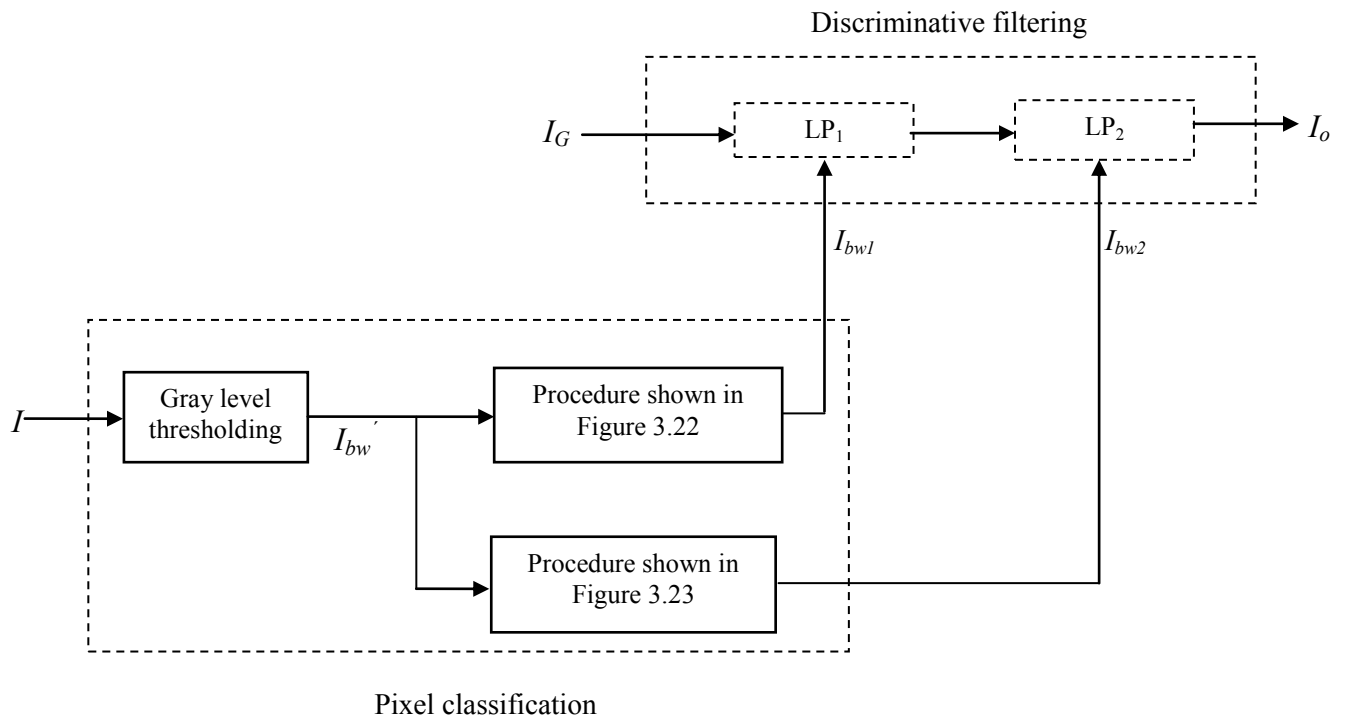 Discriminative filtering
I_G
LP₁
LP₂
I_o
I_bw1
I_bw2
I
Gray level
thresholding
I_bw′
Procedure shown in
Figure 3.22
Procedure shown in
Figure 3.23
Pixel classification